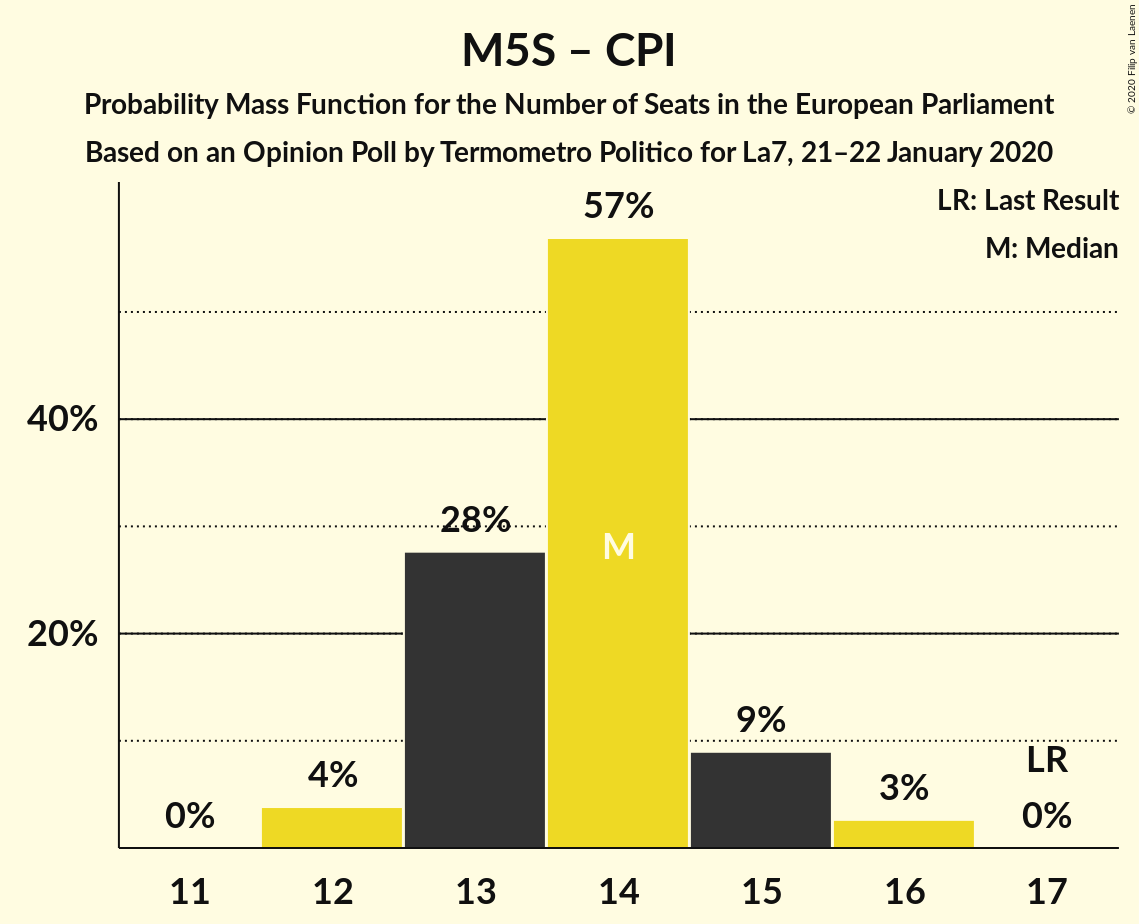 M5S – CPI
Probability Mass Function for the Number of Seats in the European Parliament
Based on an Opinion Poll by Termometro Politico for La7, 21–22 January 2020
© 2020 Filip van Laenen
LR: Last Result
M: Median
57%
40%
28%
M
20%
9%
LR
4%
3%
0%
0%
11 12 13 14 15 16 17